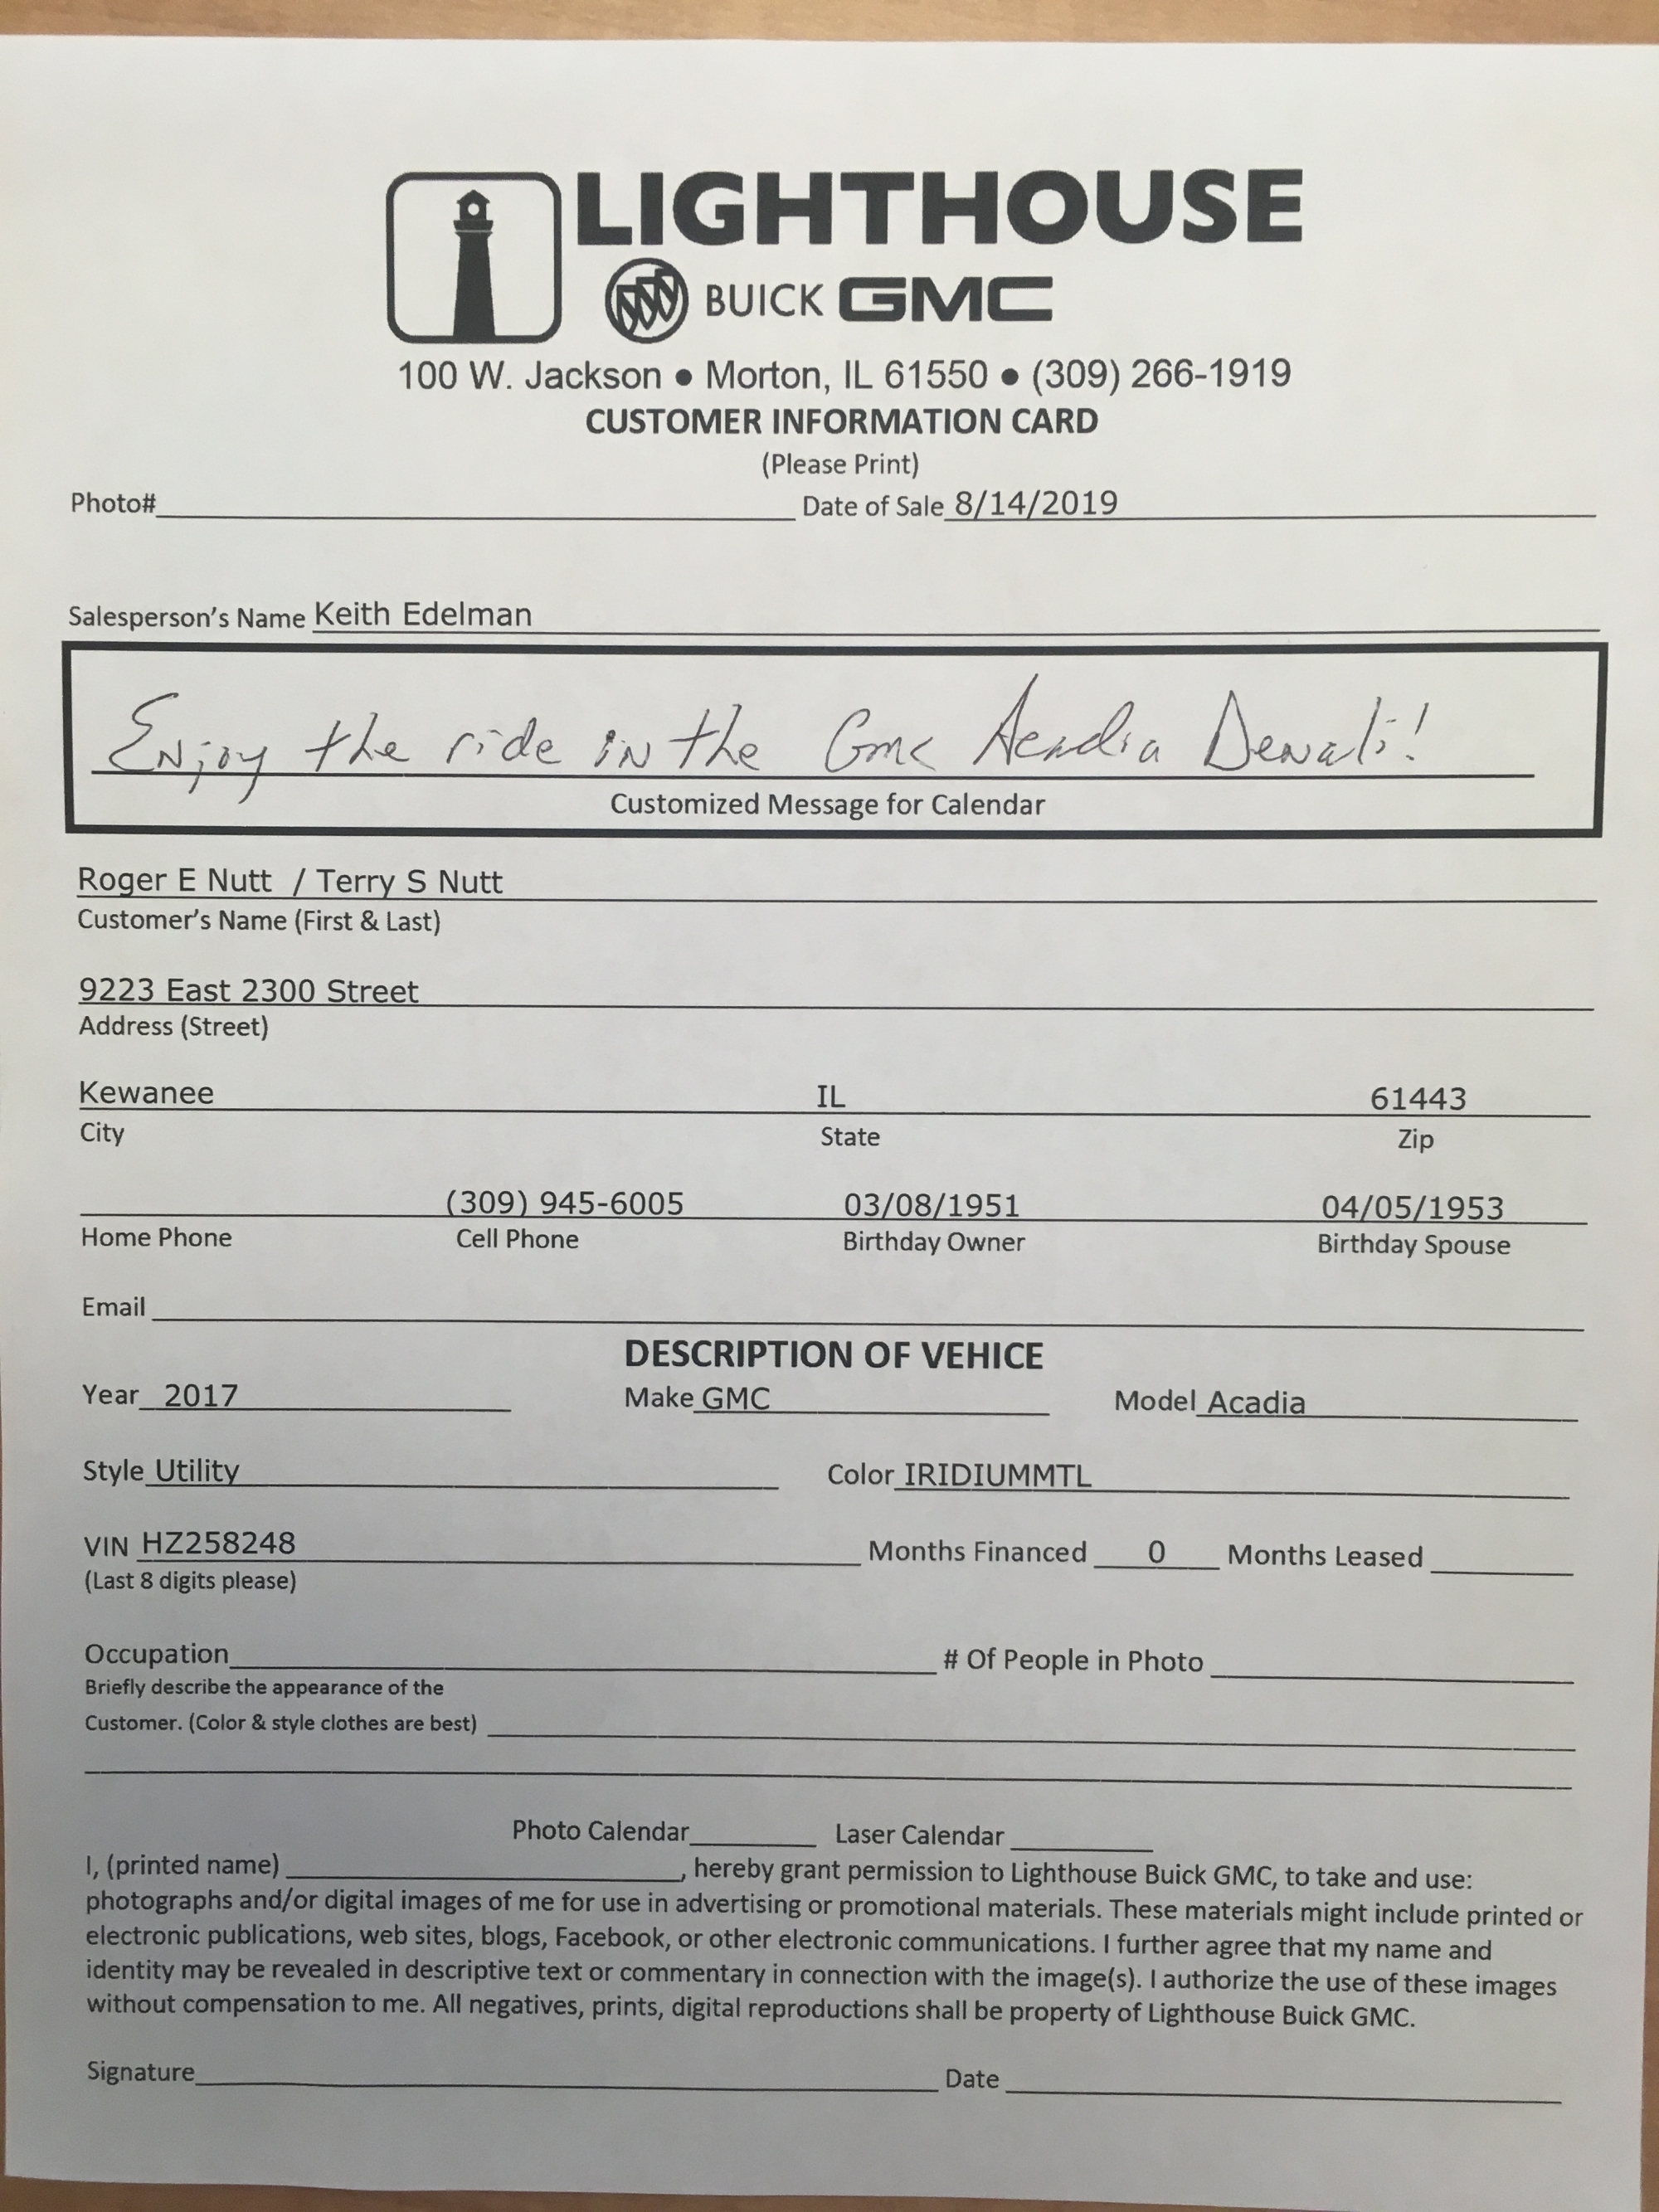 LIGHTHOUSE
BUICK GMC
100 W. Jackson • Morton, IL 61550 • (309) 266-1919
CUSTOMER INFORMATION CARD
(Please Print)
Photo# Date of Sale 8/14/2019
Salesperson's Name Keith Edelman
Enjoy the ride in the Gmc Acadia Denali!
Customized Message for Calendar
Roger E Nutt / Terry S Nutt
Customer's Name (First & Last)
9223 East 2300 Street
Address (Street)
Kewanee IL 61443
City State Zip
(309) 945-6005 03/08/1951 04/05/1953
Home Phone Cell Phone Birthday Owner Birthday Spouse
Email
DESCRIPTION OF VEHICE
Year 2017 Make GMC Model Acadia
Style Utility Color IRIDIUMMTL
VIN HZ258248 Months Financed 0 Months Leased
(Last 8 digits please)
Occupation # Of People in Photo
Briefly describe the appearance of the
Customer. (Color & style clothes are best)
Photo Calendar Laser Calendar
I, (printed name) , hereby grant permission to Lighthouse Buick GMC, to take and use:
photographs and/or digital images of me for use in advertising or promotional materials. These materials might include printed or
electronic publications, web sites, blogs, Facebook, or other electronic communications. I further agree that my name and
identity may be revealed in descriptive text or commentary in connection with the image(s). I authorize the use of these images
without compensation to me. All negatives, prints, digital reproductions shall be property of Lighthouse Buick GMC.
Signature Date